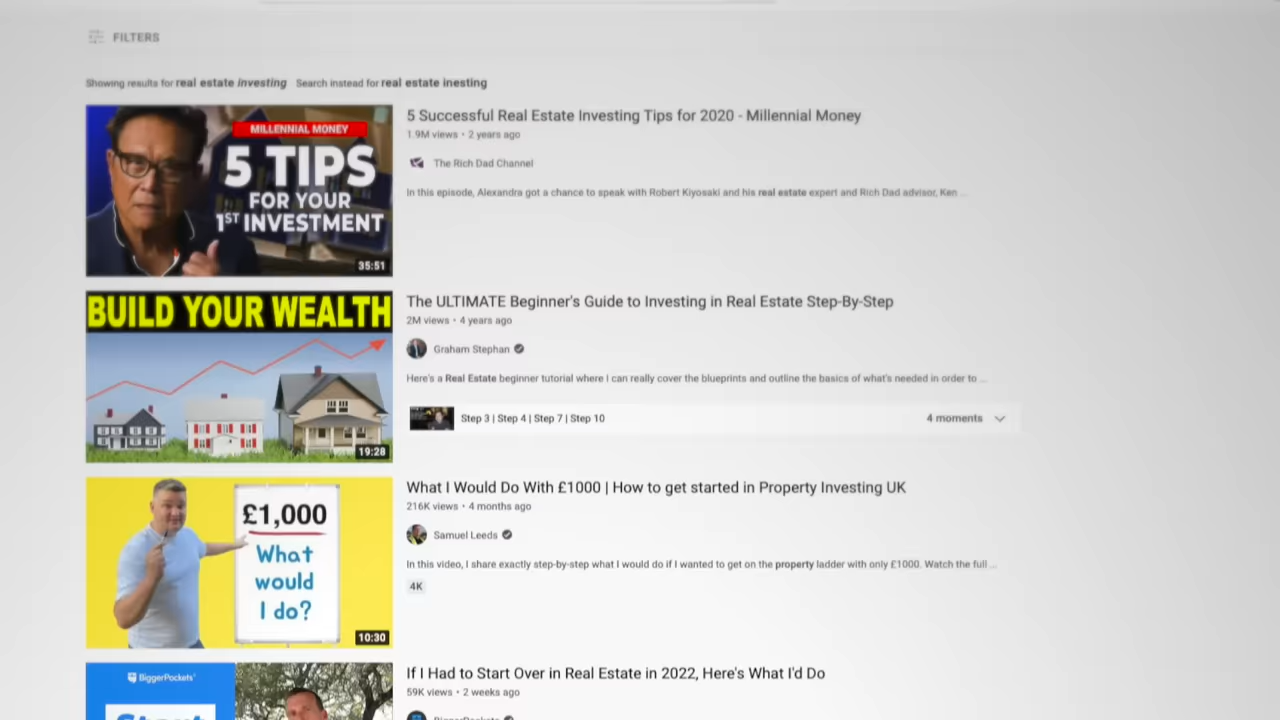 FILTERS
Showing results for real estate investing Search instead for real estate inesting
MILLENNIAL MONEY
5 TIPS
FOR YOUR
1ST INVESTMENT
35:51
5 Successful Real Estate Investing Tips for 2020 - Millennial Money
1.9M views • 2 years ago
The Rich Dad Channel
In this episode, Alexandra got a chance to speak with Robert Kiyosaki and his real estate expert and Rich Dad advisor, Ken ...
BUILD YOUR WEALTH
19:28
The ULTIMATE Beginner's Guide to Investing in Real Estate Step-By-Step
2M views • 4 years ago
Graham Stephan
Here's a Real Estate beginner tutorial where I can really cover the blueprints and outline the basics of what's needed in order to ...
Step 3 | Step 4 | Step 7 | Step 10
4 moments
£1,000
What
would
I do?
10:30
What I Would Do With £1000 | How to get started in Property Investing UK
216K views • 4 months ago
Samuel Leeds
In this video, I share exactly step-by-step what I would do if I wanted to get on the property ladder with only £1000. Watch the full ...
4K
BiggerPockets
If I Had to Start Over in Real Estate in 2022, Here's What I'd Do
59K views • 2 weeks ago
BiggerPockets